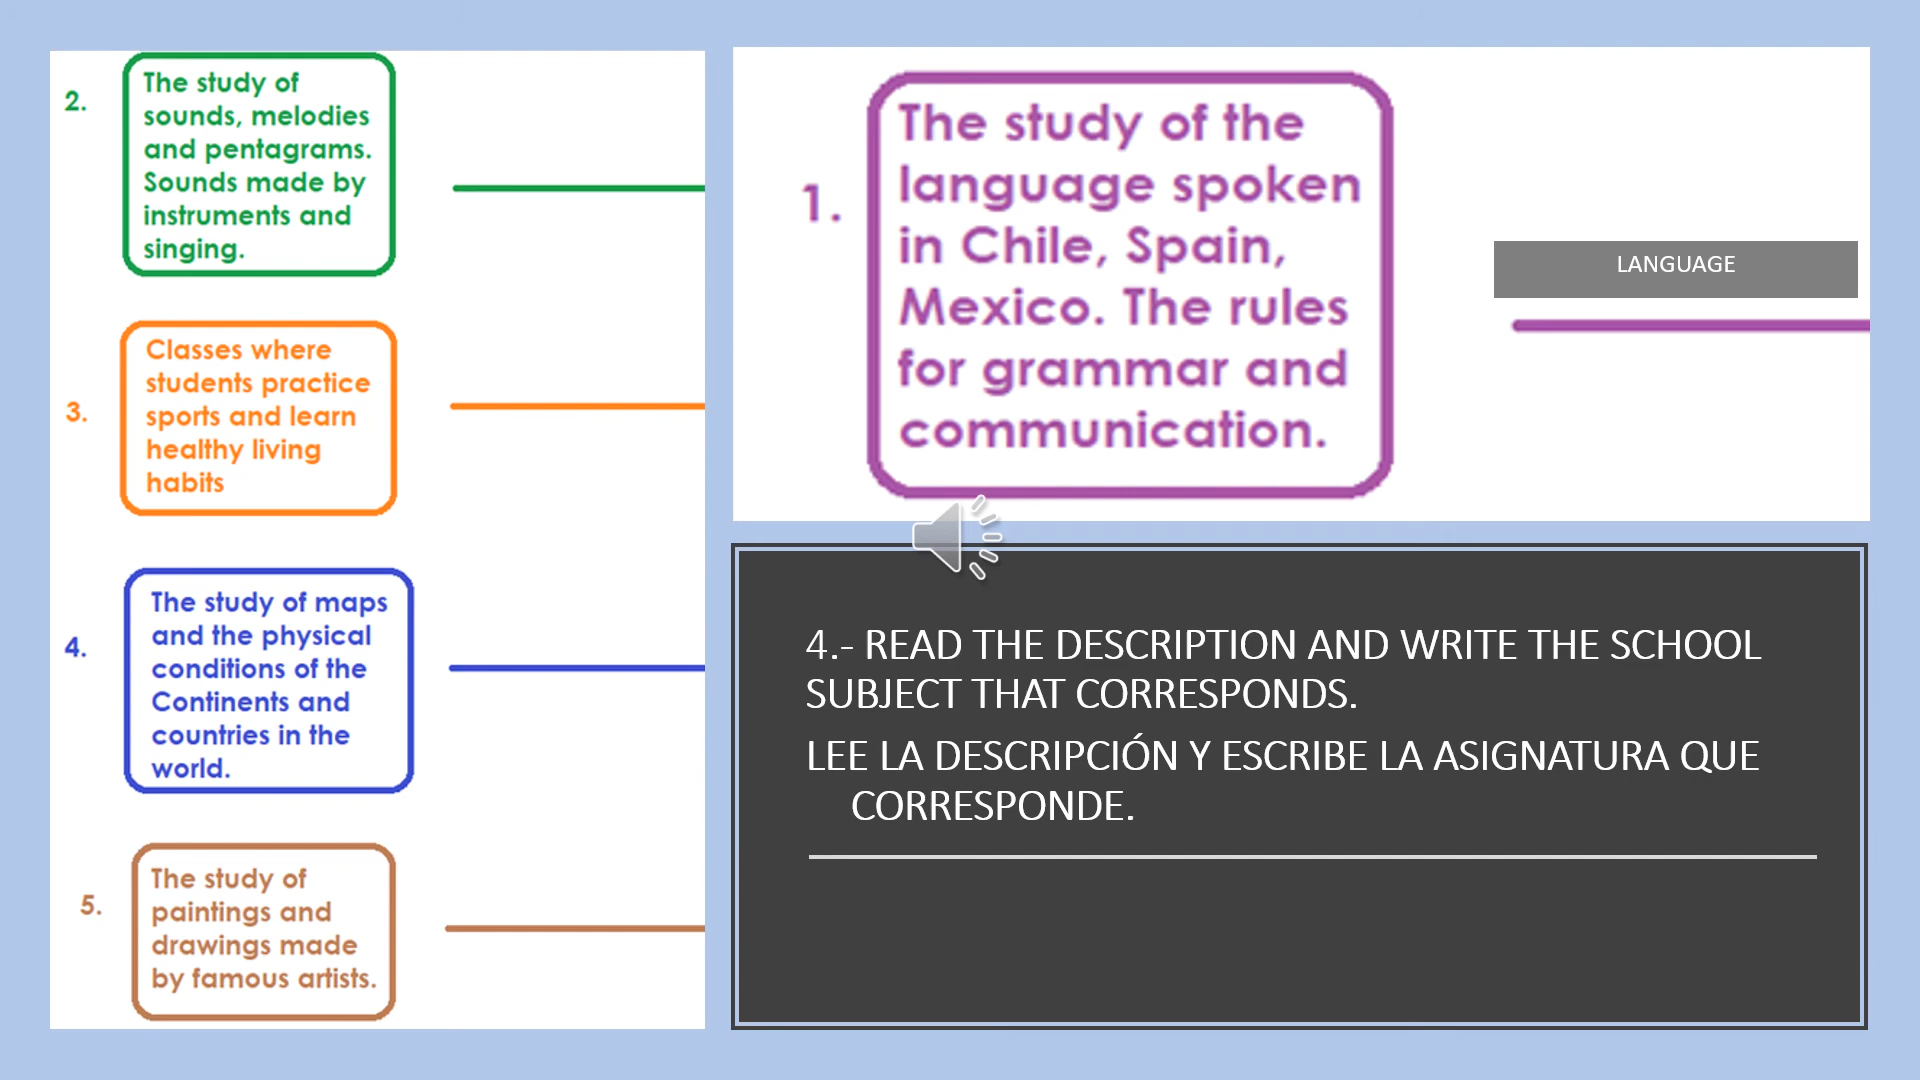 2.
The study of
sounds, melodies
and pentagrams.
Sounds made by
instruments and
singing.
3.
Classes where
students practice
sports and learn
healthy living
habits
4.
The study of maps
and the physical
conditions of the
Continents and
countries in the
world.
5.
The study of
paintings and
drawings made
by famous artists.
1.
The study of the
language spoken
in Chile, Spain,
Mexico. The rules
for grammar and
communication.
LANGUAGE
4.- READ THE DESCRIPTION AND WRITE THE SCHOOL
SUBJECT THAT CORRESPONDS.
LEE LA DESCRIPCIÓN Y ESCRIBE LA ASIGNATURA QUE
CORRESPONDE.